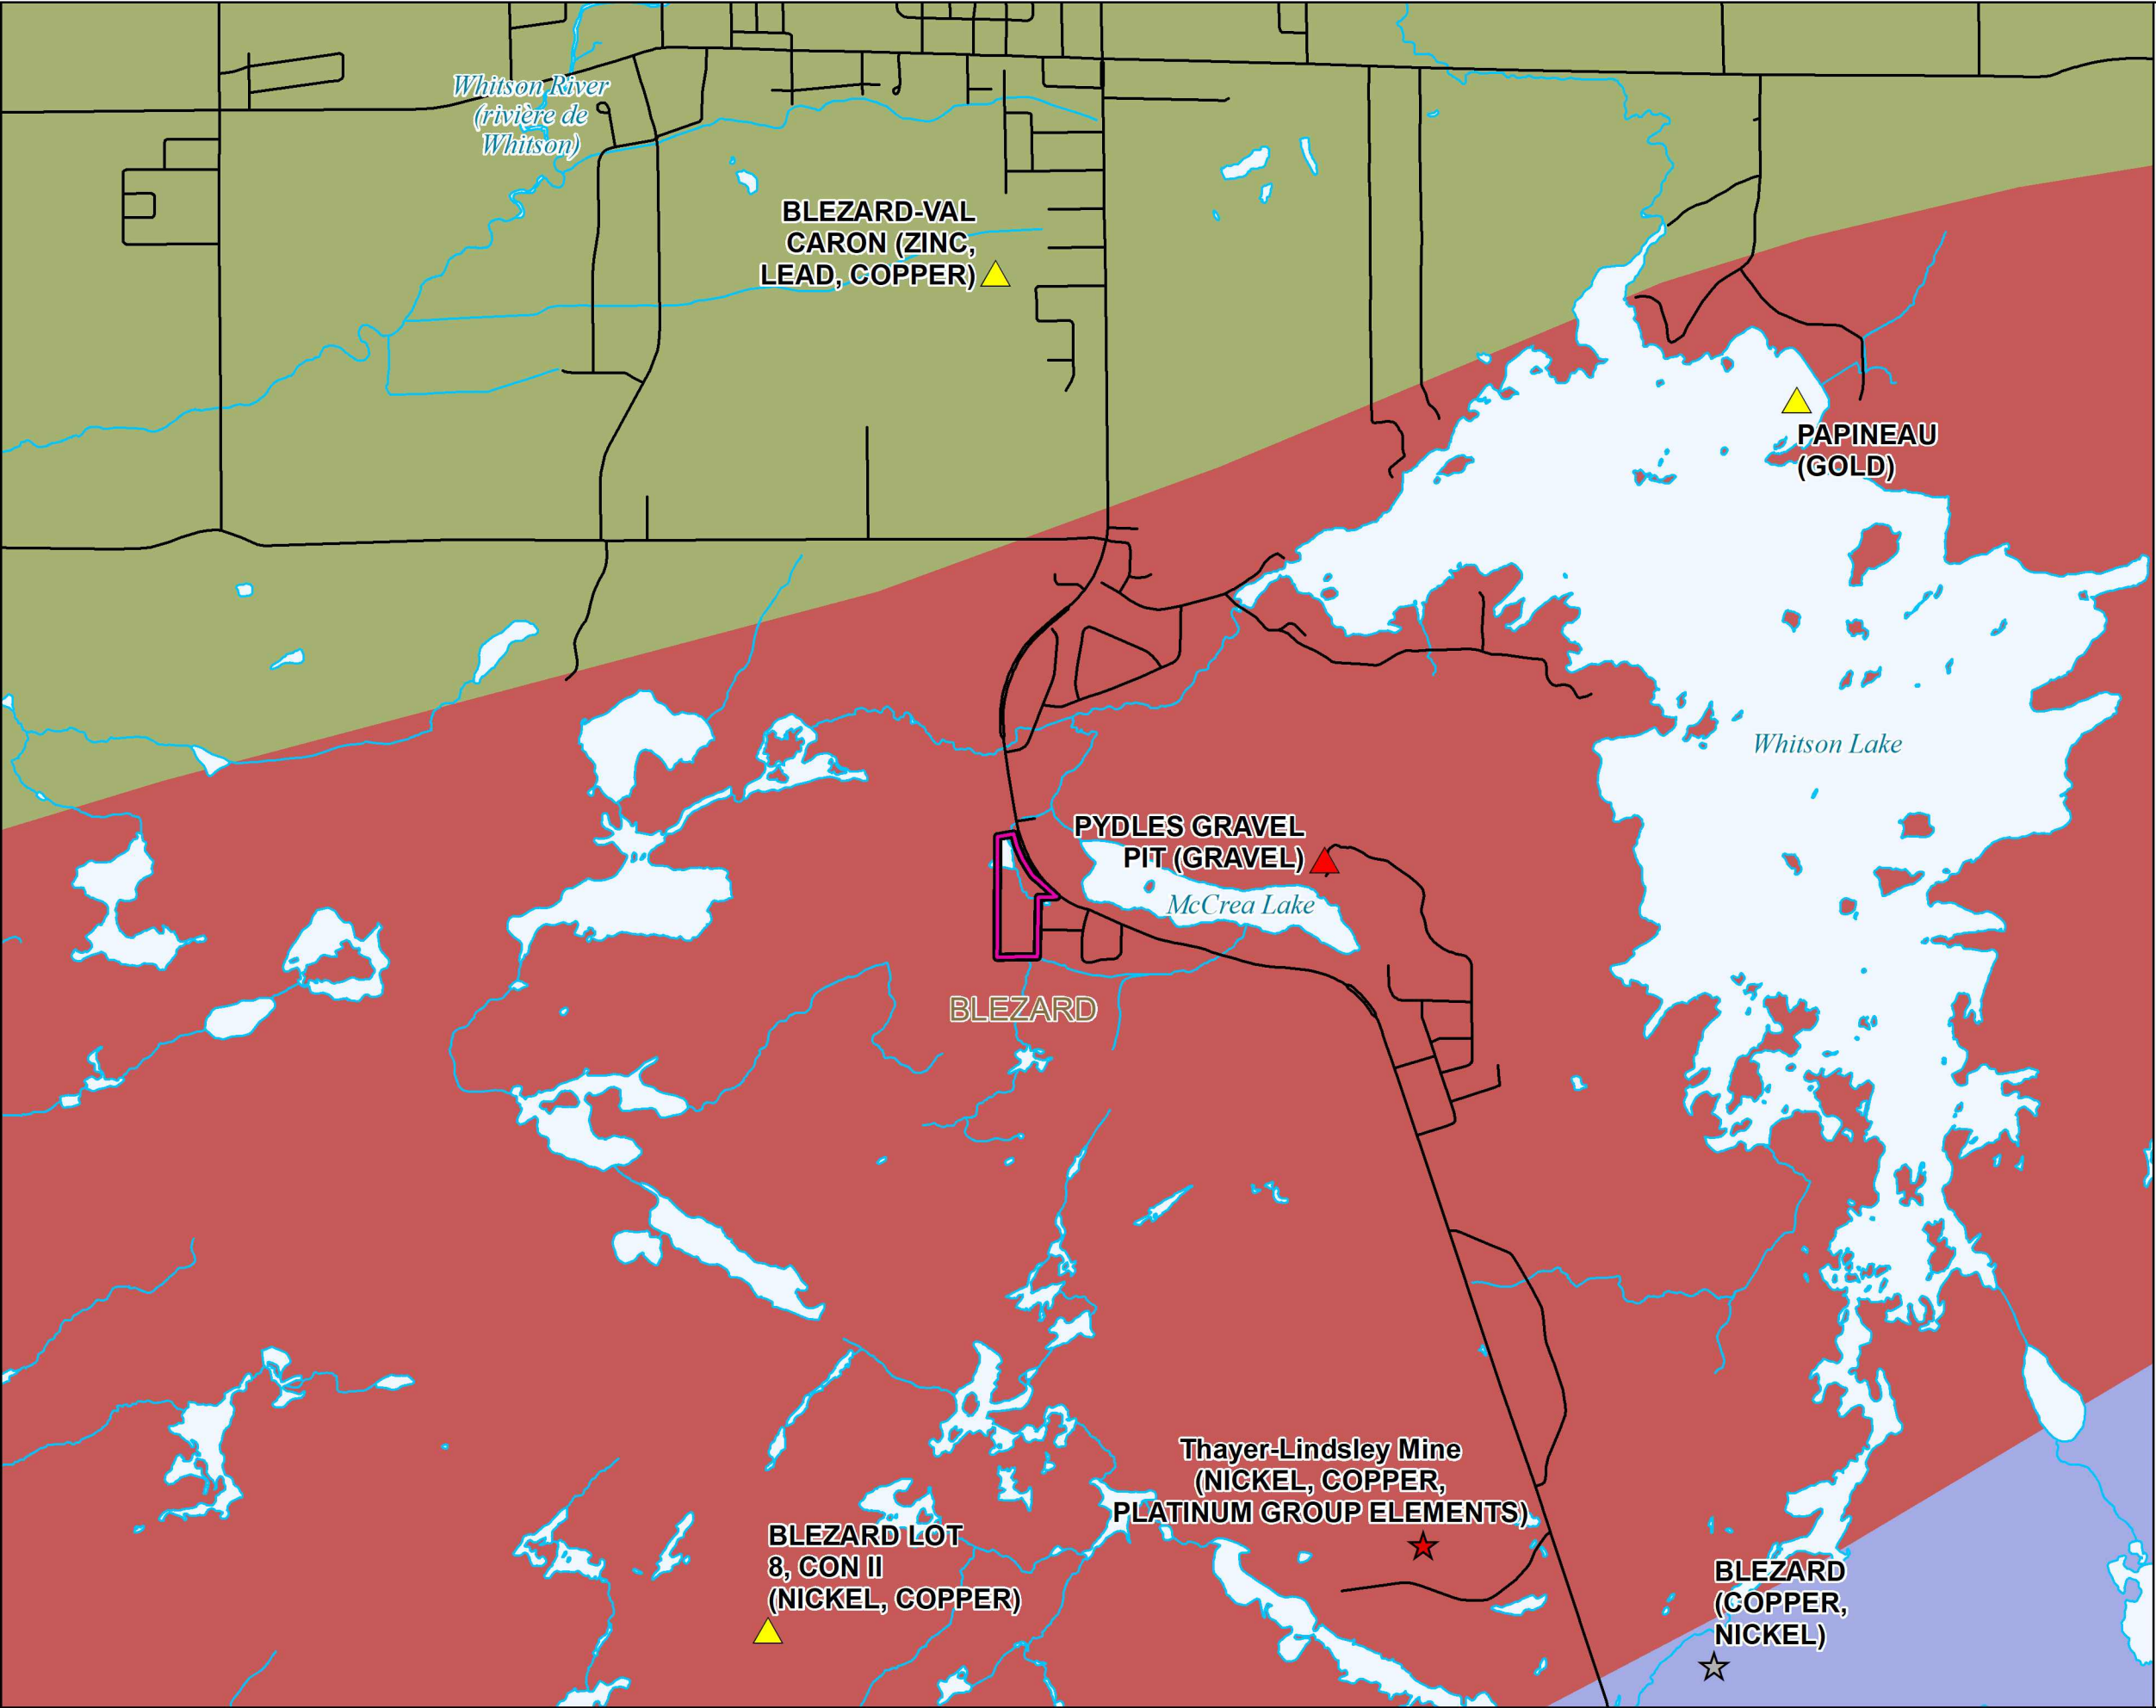 Whitson River
(rivière de
Whitson)
BLEZARD-VAL
CARON (ZINC,
LEAD, COPPER)
PAPINEAU
(GOLD)
Whitson Lake
PYDLES GRAVEL
PIT (GRAVEL)
McCrea Lake
BLEZARD
Thayer-Lindsley Mine
(NICKEL, COPPER,
PLATINUM GROUP ELEMENTS)
BLEZARD LOT
8, CON II
(NICKEL, COPPER)
BLEZARD
(COPPER,
NICKEL)